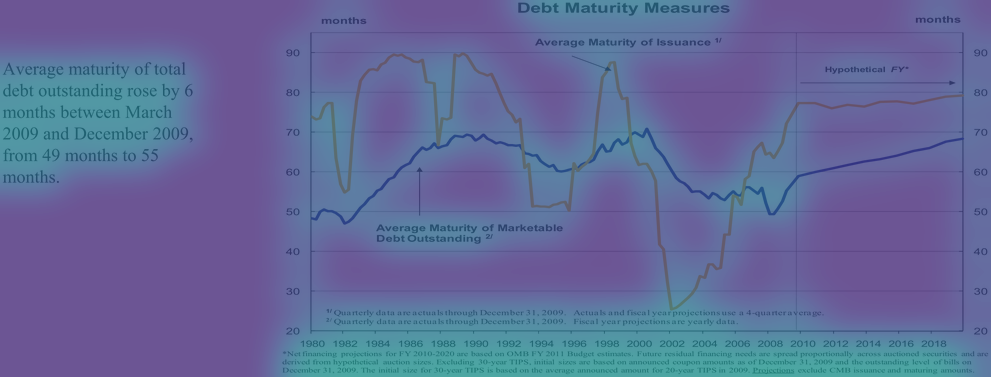 Debt Maturity Measures
months
months
Average Maturity of Issuance 1/
Hypothetical FY*
Average maturity of total
debt outstanding rose by 6
months between March
2009 and December 2009,
from 49 months to 55
months.
90
80
70
60
50
40
30
20
90
80
70
60
50
40
30
20
Average Maturity of Marketable
Debt Outstanding 2/
1/ Quarterly data are actuals through December 31, 2009. Actuals and fiscal year projections use a 4-quarter average.
2/ Quarterly data are actuals through December 31, 2009. Fiscal year projections are yearly data.
1980 1982 1984 1986 1988 1990 1992 1994 1996 1998 2000 2002 2004 2006 2008 2010 2012 2014 2016 2018
*Net financing projections for FY 2010-2020 are based on OMB FY 2011 Budget estimates. Future residual financing needs are spread proportionally across auctioned securities and are
derived from hypothetical auction sizes. Excluding 30-year TIPS, initial sizes are based on announced coupon amounts as of December 31, 2009 and the outstanding level of bills on
December 31, 2009. The initial size for 30-year TIPS is based on the average announced amount for 20-year TIPS in 2009. Projections exclude CMB issuance and maturing amounts.